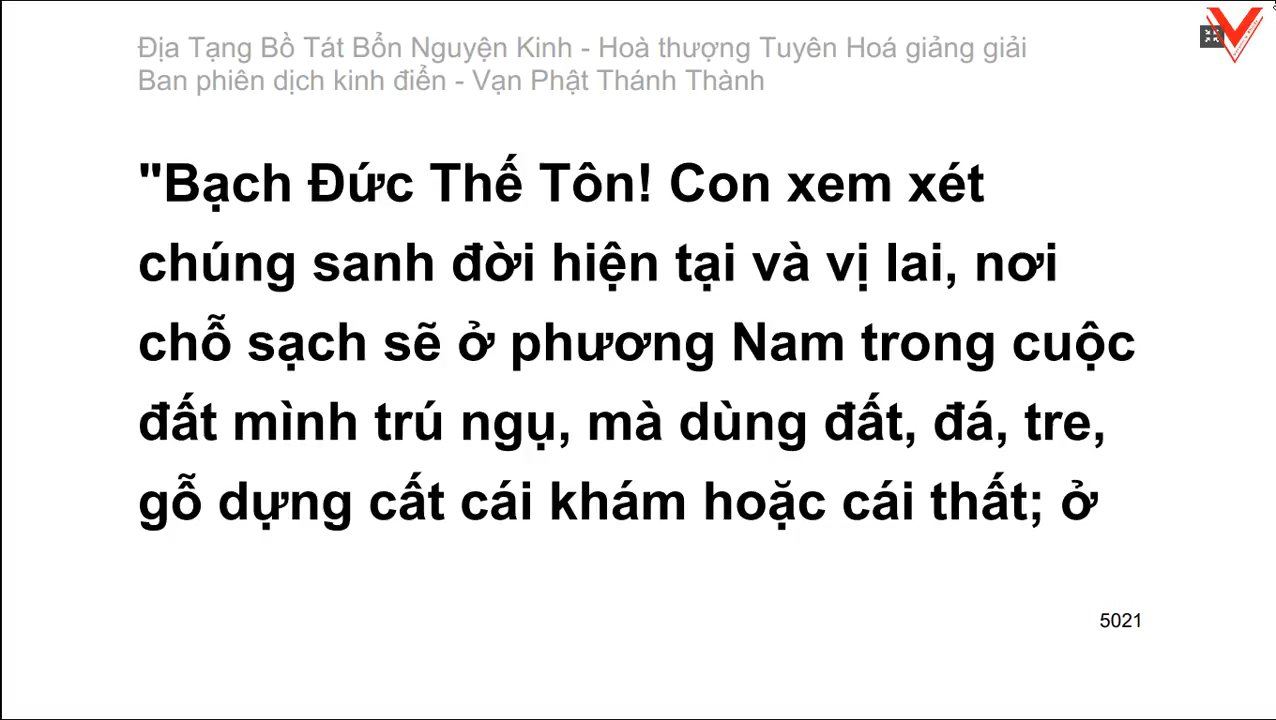 Địa Tạng Bồ Tát Bổn Nguyện Kinh - Hoà thượng Tuyên Hoá giảng giải
Ban phiên dịch kinh điển - Vạn Phật Thánh Thành
"Bạch Đức Thế Tôn! Con xem xét
chúng sanh đời hiện tại và vị lai, nơi
chỗ sạch sẽ ở phương Nam trong cuộc
đất mình trú ngụ, mà dùng đất, đá, tre,
gỗ dựng cất cái khám hoặc cái thất; ở
5021